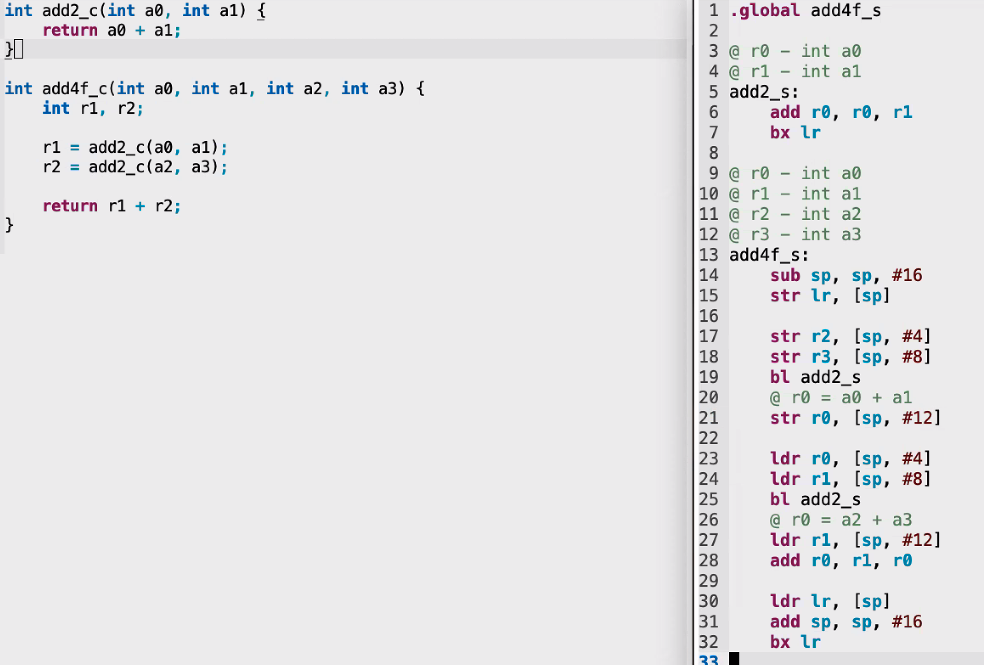 int add2_c(int a0, int a1) {
    return a0 + a1;
}

int add4f_c(int a0, int a1, int a2, int a3) {
    int r1, r2;

    r1 = add2_c(a0, a1);
    r2 = add2_c(a2, a3);

    return r1 + r2;
}

1 .global add4f_s
2
3 @ r0 – int a0
4 @ r1 – int a1
5 add2_s:
6     add r0, r0, r1
7     bx lr
8
9 @ r0 – int a0
10 @ r1 – int a1
11 @ r2 – int a2
12 @ r3 – int a3
13 add4f_s:
14     sub sp, sp, #16
15     str lr, [sp]
16
17     str r2, [sp, #4]
18     str r3, [sp, #8]
19     bl add2_s
20     @ r0 = a0 + a1
21     str r0, [sp, #12]
22
23     ldr r0, [sp, #4]
24     ldr r1, [sp, #8]
25     bl add2_s
26     @ r0 = a2 + a3
27     ldr r1, [sp, #12]
28     add r0, r1, r0
29
30     ldr lr, [sp]
31     add sp, sp, #16
32     bx lr
33